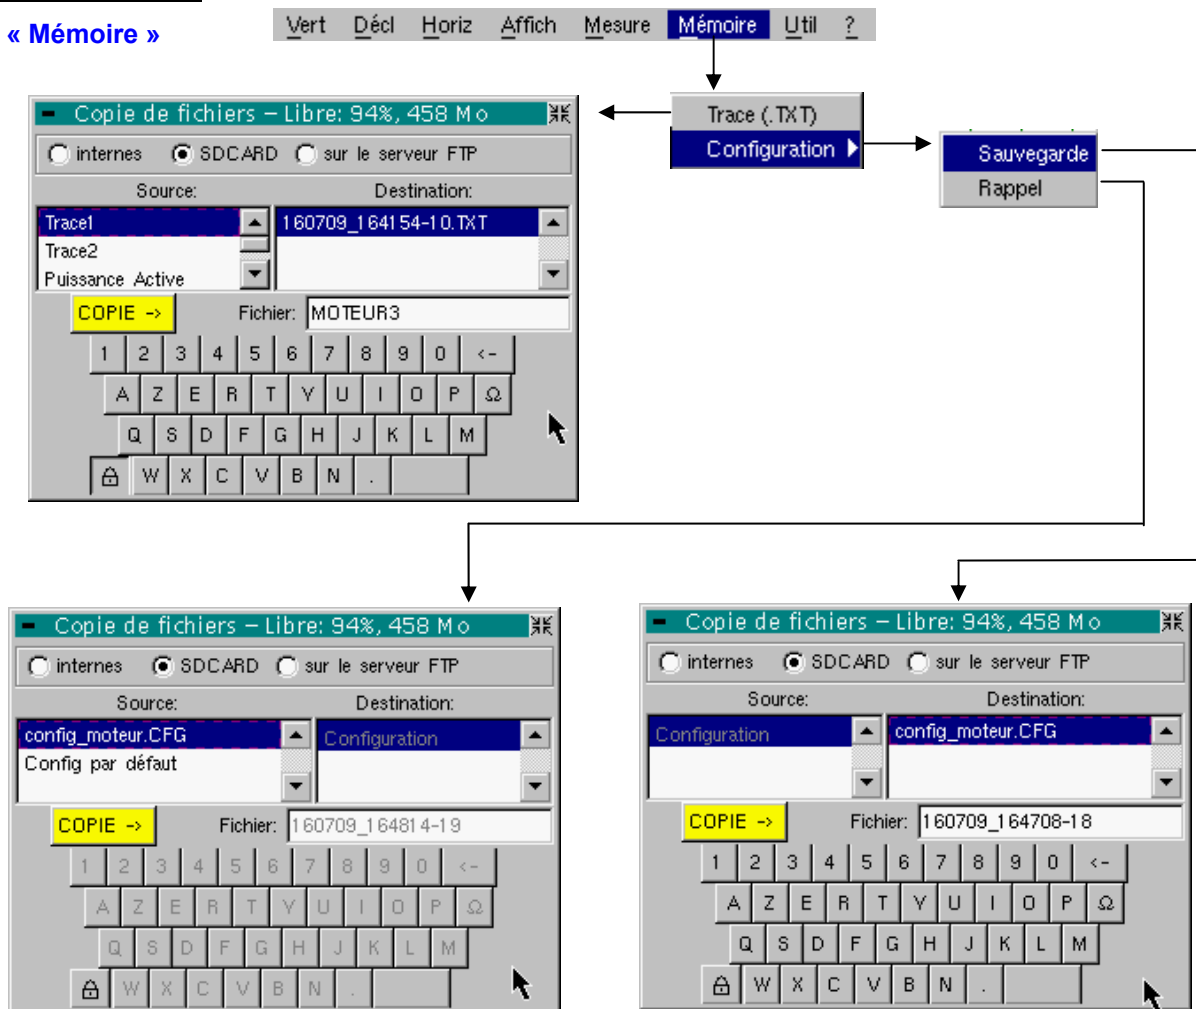 « Mémoire »
Vert Décl Horiz Affich Mesure Mémoire Util ?
Trace (.TXT)
Configuration
Sauvegarde
Rappel
Copie de fichiers – Libre: 94%, 458 Mo
internes SDCARD sur le serveur FTP
Source: Destination:
Trace1 160709_164154-10.TXT
Trace2
Puissance Active
COPIE -> Fichier: MOTEUR3
1 2 3 4 5 6 7 8 9 0 <-
A Z E R T Y U I O P Ω
Q S D F G H J K L M
W X C V B N .
Copie de fichiers – Libre: 94%, 458 Mo
internes SDCARD sur le serveur FTP
Source: Destination:
config_moteur.CFG Configuration
Config par défaut
COPIE -> Fichier: 160709_164814-19
1 2 3 4 5 6 7 8 9 0 <-
A Z E R T Y U I O P Ω
Q S D F G H J K L M
W X C V B N .
Copie de fichiers – Libre: 94%, 458 Mo
internes SDCARD sur le serveur FTP
Source: Destination:
Configuration config_moteur.CFG
COPIE -> Fichier: 160709_164708-18
1 2 3 4 5 6 7 8 9 0 <-
A Z E R T Y U I O P Ω
Q S D F G H J K L M
W X C V B N .